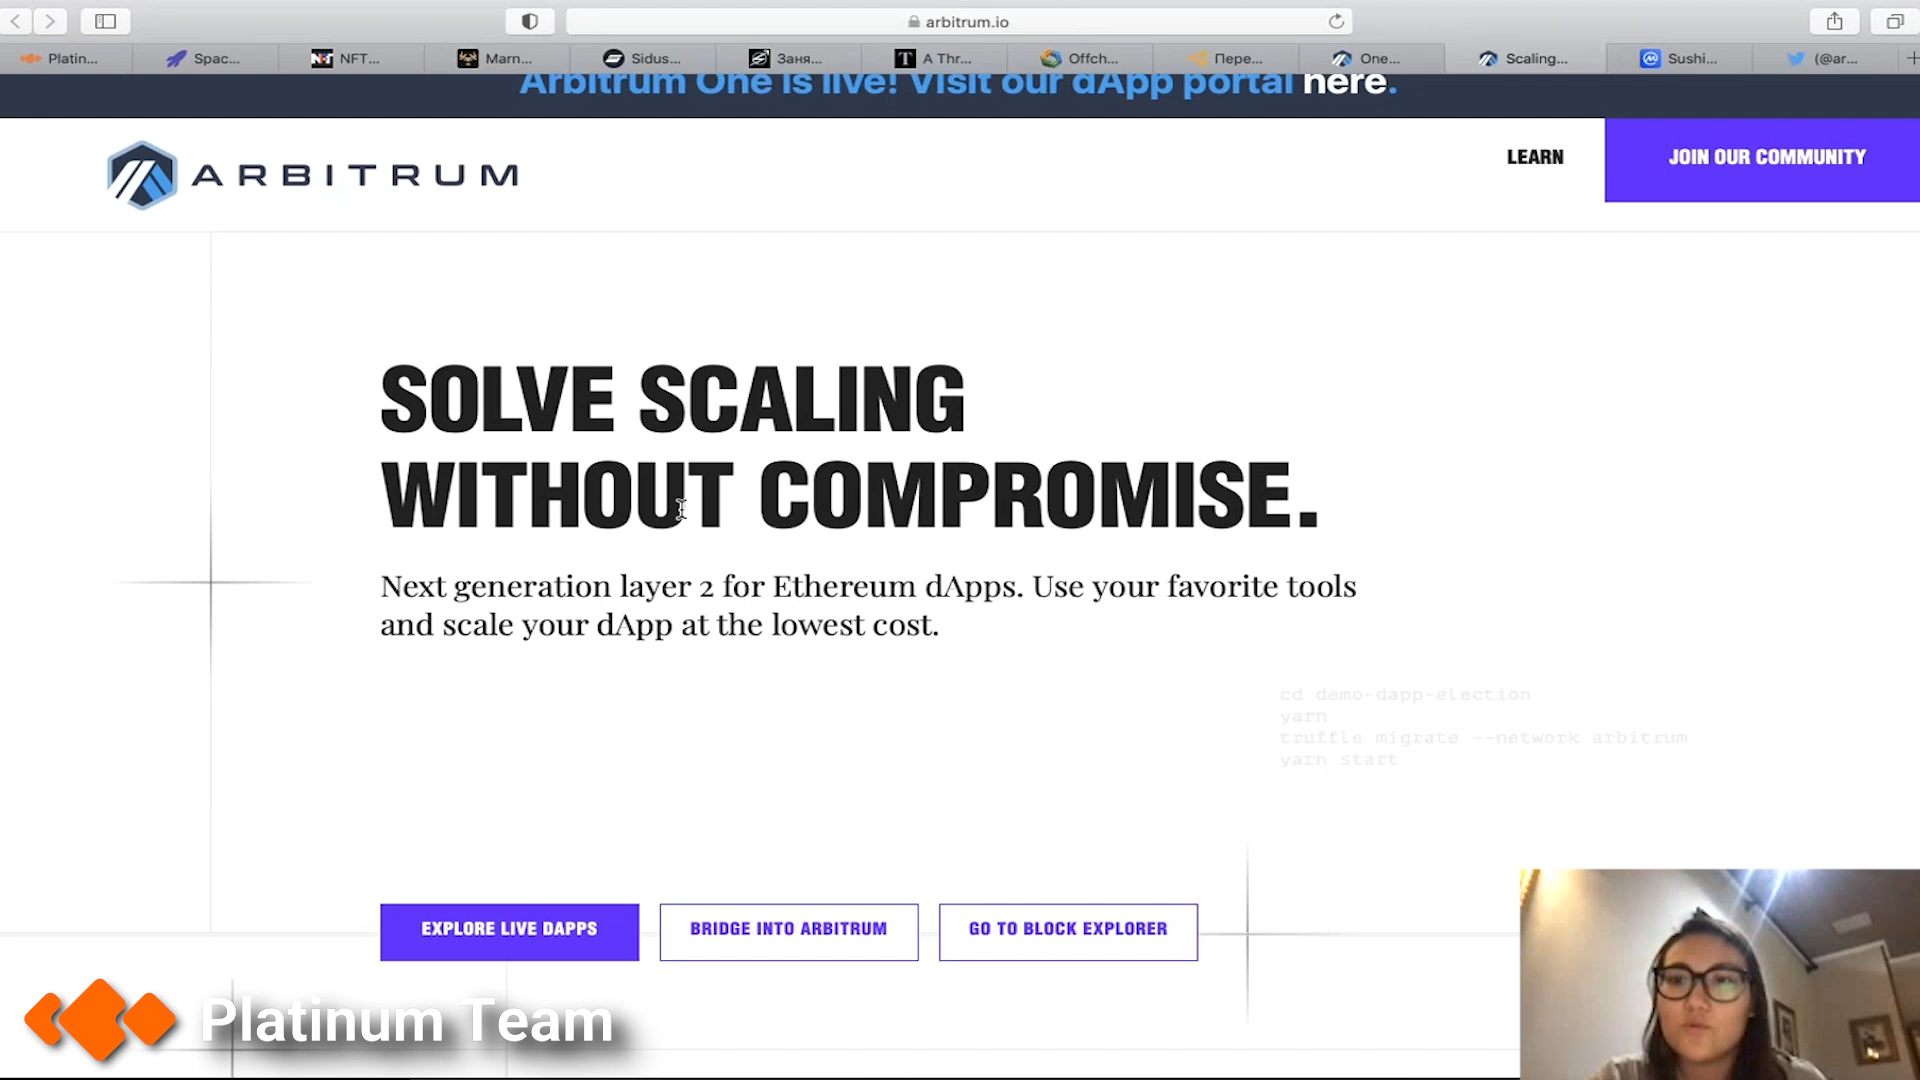 arbitrum.io
Platin...
Spac...
NFT...
Marn...
Sidus...
Заня...
A Thr...
Offch...
Пере...
One...
Scaling...
Sushi...
(@ar...
Arbitrum One is live! Visit our dApp portal here.
ARBITRUM
LEARN
JOIN OUR COMMUNITY
SOLVE SCALING
WITHOUT COMPROMISE.
Next generation layer 2 for Ethereum dApps. Use your favorite tools
and scale your dApp at the lowest cost.
cd demo-dapp-election
yarn
truffle migrate --network arbitrum
yarn start
EXPLORE LIVE DAPPS
BRIDGE INTO ARBITRUM
GO TO BLOCK EXPLORER
Platinum Team